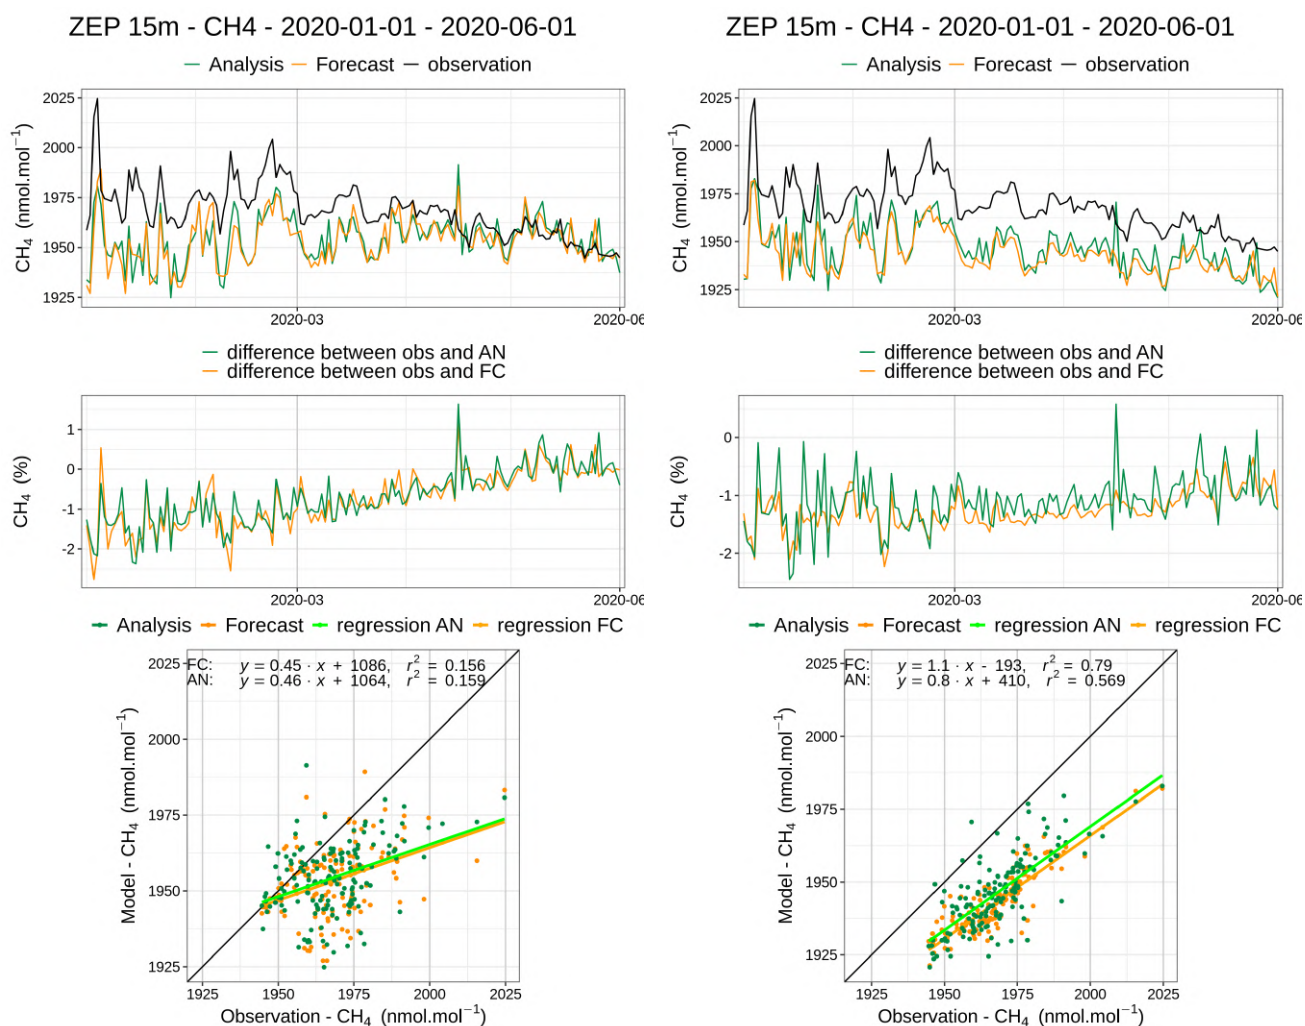 ZEP 15m - CH4 - 2020-01-01 - 2020-06-01
Analysis Forecast observation
CH₄ (nmol.mol⁻¹)
2025
2000
1975
1950
1925
2020-03
2020-06
difference between obs and AN
difference between obs and FC
CH₄ (%)
1
0
-1
-2
2020-03
2020-06
Analysis Forecast regression AN regression FC
FC: y = 0.45 · x + 1086, r² = 0.156
AN: y = 0.46 · x + 1064, r² = 0.159
Model - CH₄ (nmol.mol⁻¹)
2025
2000
1975
1950
1925
1925 1950 1975 2000 2025
Observation - CH₄ (nmol.mol⁻¹)
ZEP 15m - CH4 - 2020-01-01 - 2020-06-01
Analysis Forecast observation
CH₄ (nmol.mol⁻¹)
2025
2000
1975
1950
1925
2020-03
2020-06
difference between obs and AN
difference between obs and FC
CH₄ (%)
0
-1
-2
2020-03
2020-06
Analysis Forecast regression AN regression FC
FC: y = 1.1 · x - 193, r² = 0.79
AN: y = 0.8 · x + 410, r² = 0.569
Model - CH₄ (nmol.mol⁻¹)
2025
2000
1975
1950
1925
1925 1950 1975 2000 2025
Observation - CH₄ (nmol.mol⁻¹)